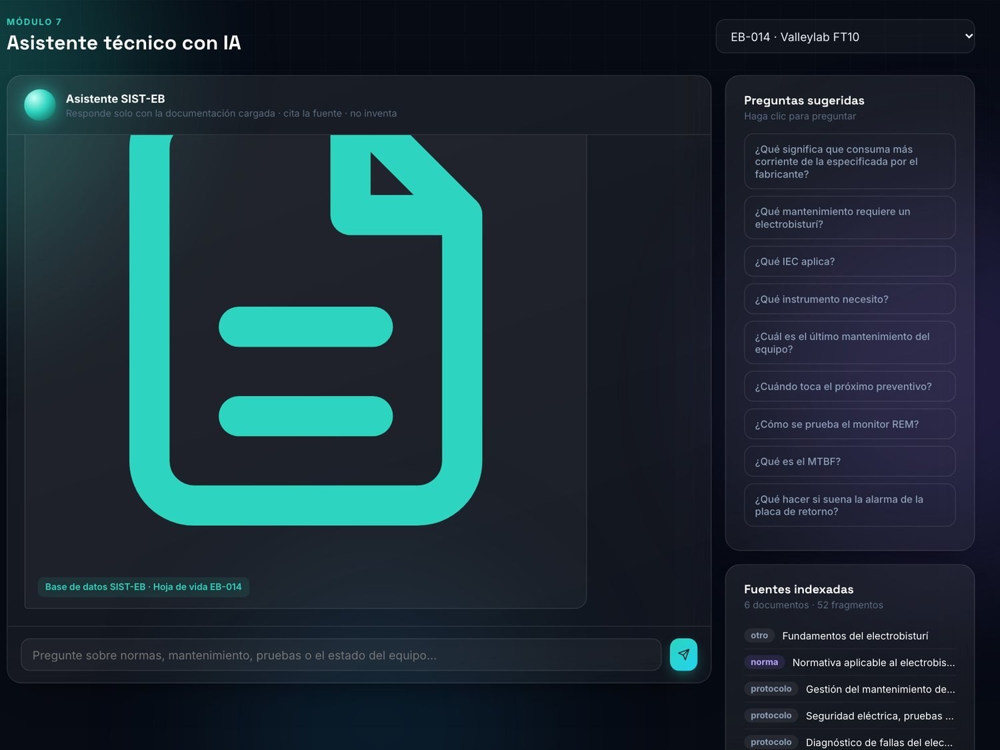 MÓDULO 7
Asistente técnico con IA
EB-014 · Valleylab FT10
Asistente SIST-EB
Responde solo con la documentación cargada · cita la fuente · no inventa
Base de datos SIST-EB · Hoja de vida EB-014
Pregunte sobre normas, mantenimiento, pruebas o el estado del equipo...
Preguntas sugeridas
Haga clic para preguntar
¿Qué significa que consuma más
corriente de la especificada por el
fabricante?
¿Qué mantenimiento requiere un
electrobisturí?
¿Qué IEC aplica?
¿Qué instrumento necesito?
¿Cuál es el último mantenimiento del
equipo?
¿Cuándo toca el próximo preventivo?
¿Cómo se prueba el monitor REM?
¿Qué es el MTBF?
¿Qué hacer si suena la alarma de la
placa de retorno?
Fuentes indexadas
6 documentos · 52 fragmentos
otro Fundamentos del electrobisturí
norma Normativa aplicable al electrobis...
protocolo Gestión del mantenimiento de...
protocolo Seguridad eléctrica, pruebas ...
protocolo Diagnóstico de fallas del elec...